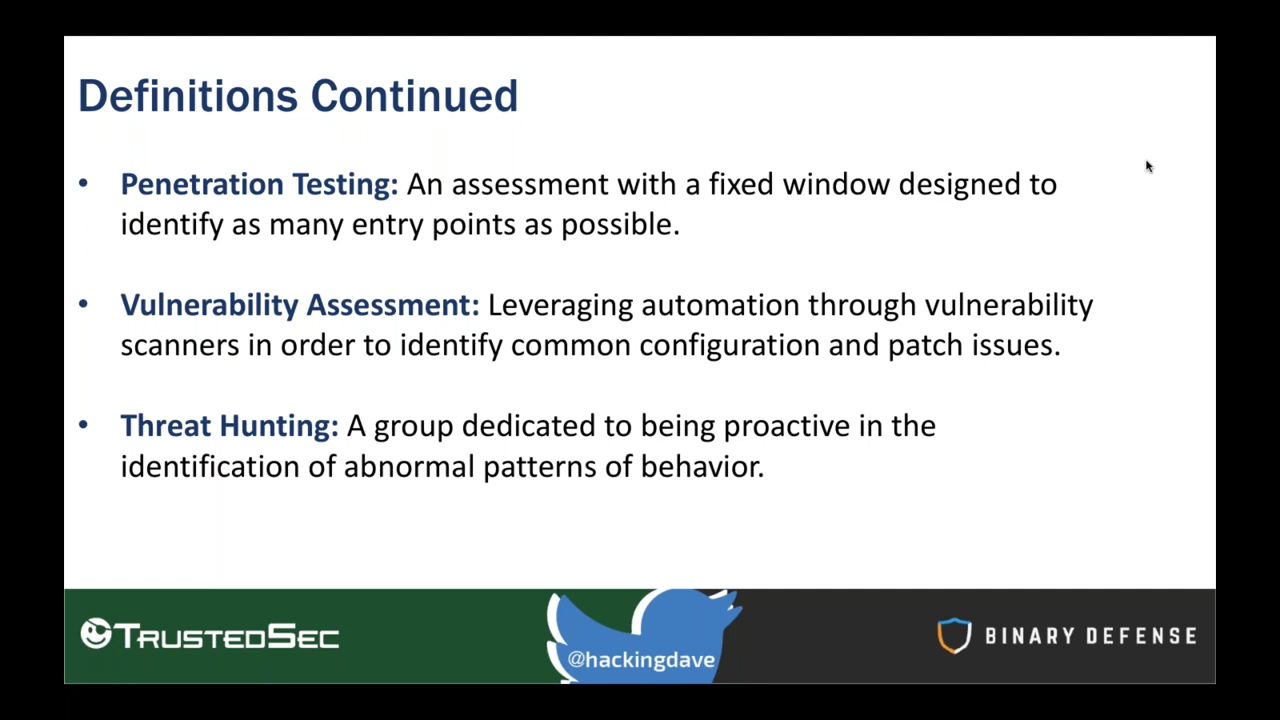 Definitions Continued
• Penetration Testing: An assessment with a fixed window designed to
identify as many entry points as possible.
• Vulnerability Assessment: Leveraging automation through vulnerability
scanners in order to identify common configuration and patch issues.
• Threat Hunting: A group dedicated to being proactive in the
identification of abnormal patterns of behavior.
TRUSTEDSEC
@hackingdave
BINARY DEFENSE